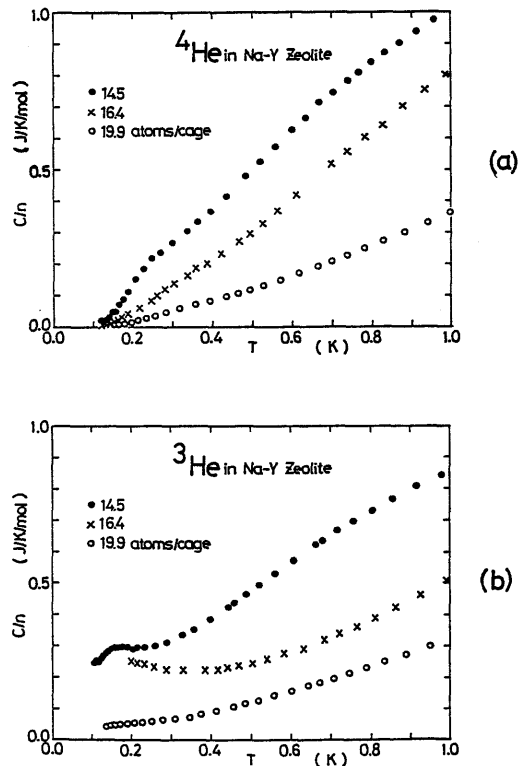 ⁴He in Na-Y Zeolite
1.0
(J/K/mol)
● 14.5
× 16.4
○ 19.9 atoms/cage
0.5
C/n
(a)
0.0
0.0 0.2 0.4 0.6 0.8 1.0
T (K)
³He in Na-Y Zeolite
1.0
(J/K/mol)
● 14.5
× 16.4
○ 19.9 atoms/cage
0.5
C/n
(b)
0.0
0.0 0.2 0.4 0.6 0.8 1.0
T (K)